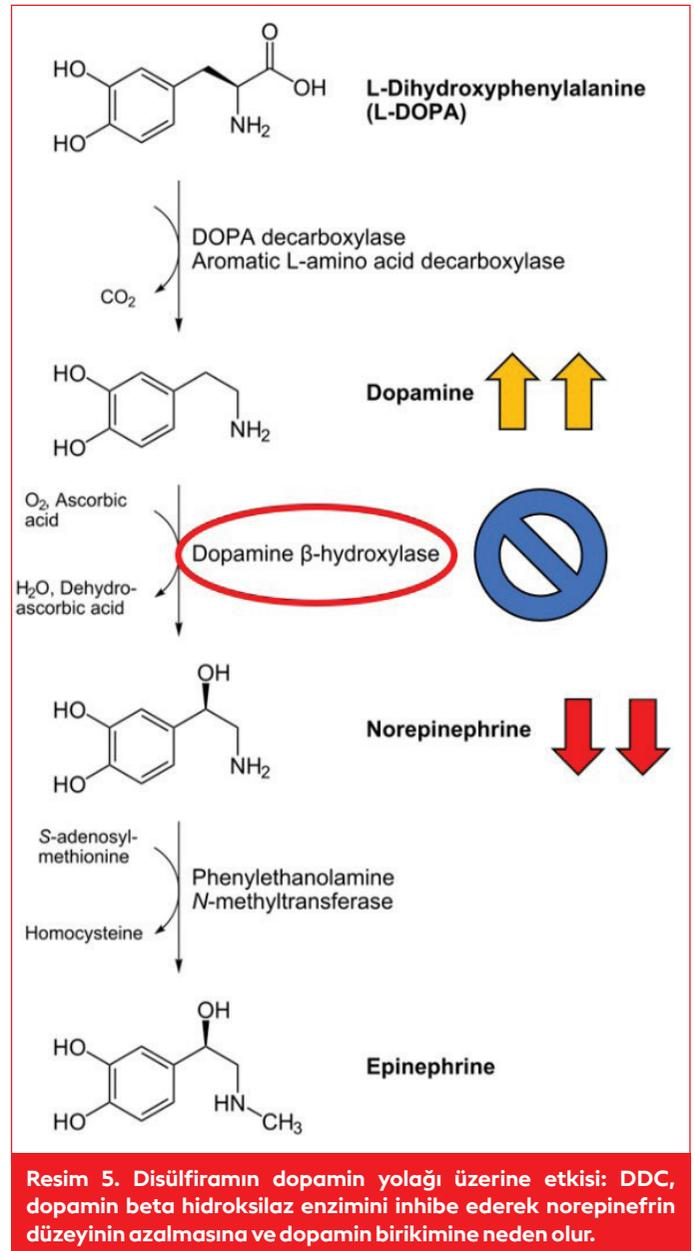 O
HO
OH
NH₂
HO
L-Dihydroxyphenylalanine
(L-DOPA)
DOPA decarboxylase
Aromatic L-amino acid decarboxylase
CO₂
HO
HO
NH₂
Dopamine
O₂, Ascorbic
acid
Dopamine β-hydroxylase
H₂O, Dehydro-
ascorbic acid
OH
HO
HO
NH₂
Norepinephrine
S-adenosyl-
methionine
Phenylethanolamine
N-methyltransferase
Homocysteine
OH
HO
HO
HN
CH₃
Epinephrine
Resim 5. Disülfiramın dopamin yolağı üzerine etkisi: DDC,
dopamin beta hidroksilaz enzimini inhibe ederek norepinefrin
düzeyinin azalmasına ve dopamin birikimine neden olur.